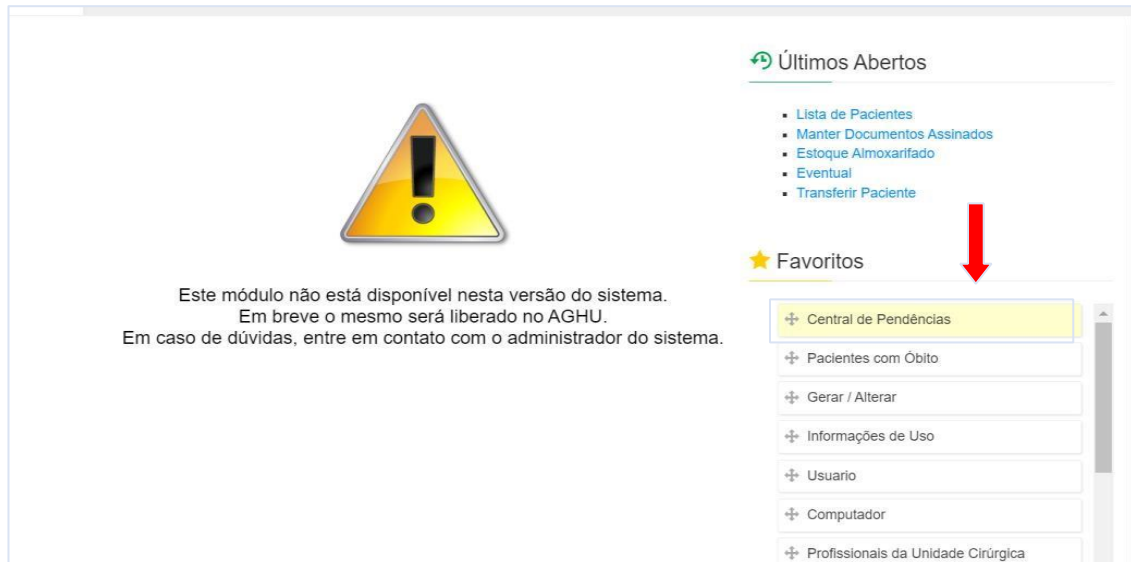 Este módulo não está disponível nesta versão do sistema.
Em breve o mesmo será liberado no AGHU.
Em caso de dúvidas, entre em contato com o administrador do sistema.
Últimos Abertos
Lista de Pacientes
Manter Documentos Assinados
Estoque Almoxarifado
Eventual
Transferir Paciente
Favoritos
Central de Pendências
Pacientes com Óbito
Gerar / Alterar
Informações de Uso
Usuario
Computador
Profissionais da Unidade Cirúrgica